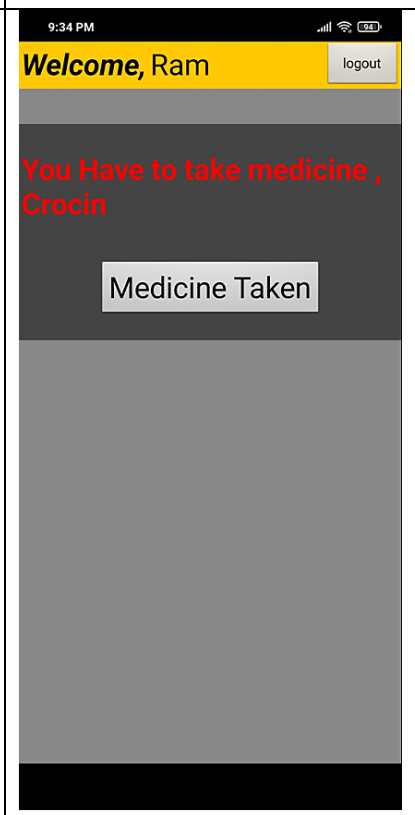 9:34 PM 94
Welcome, Ram logout
You Have to take medicine ,
Crocin
Medicine Taken